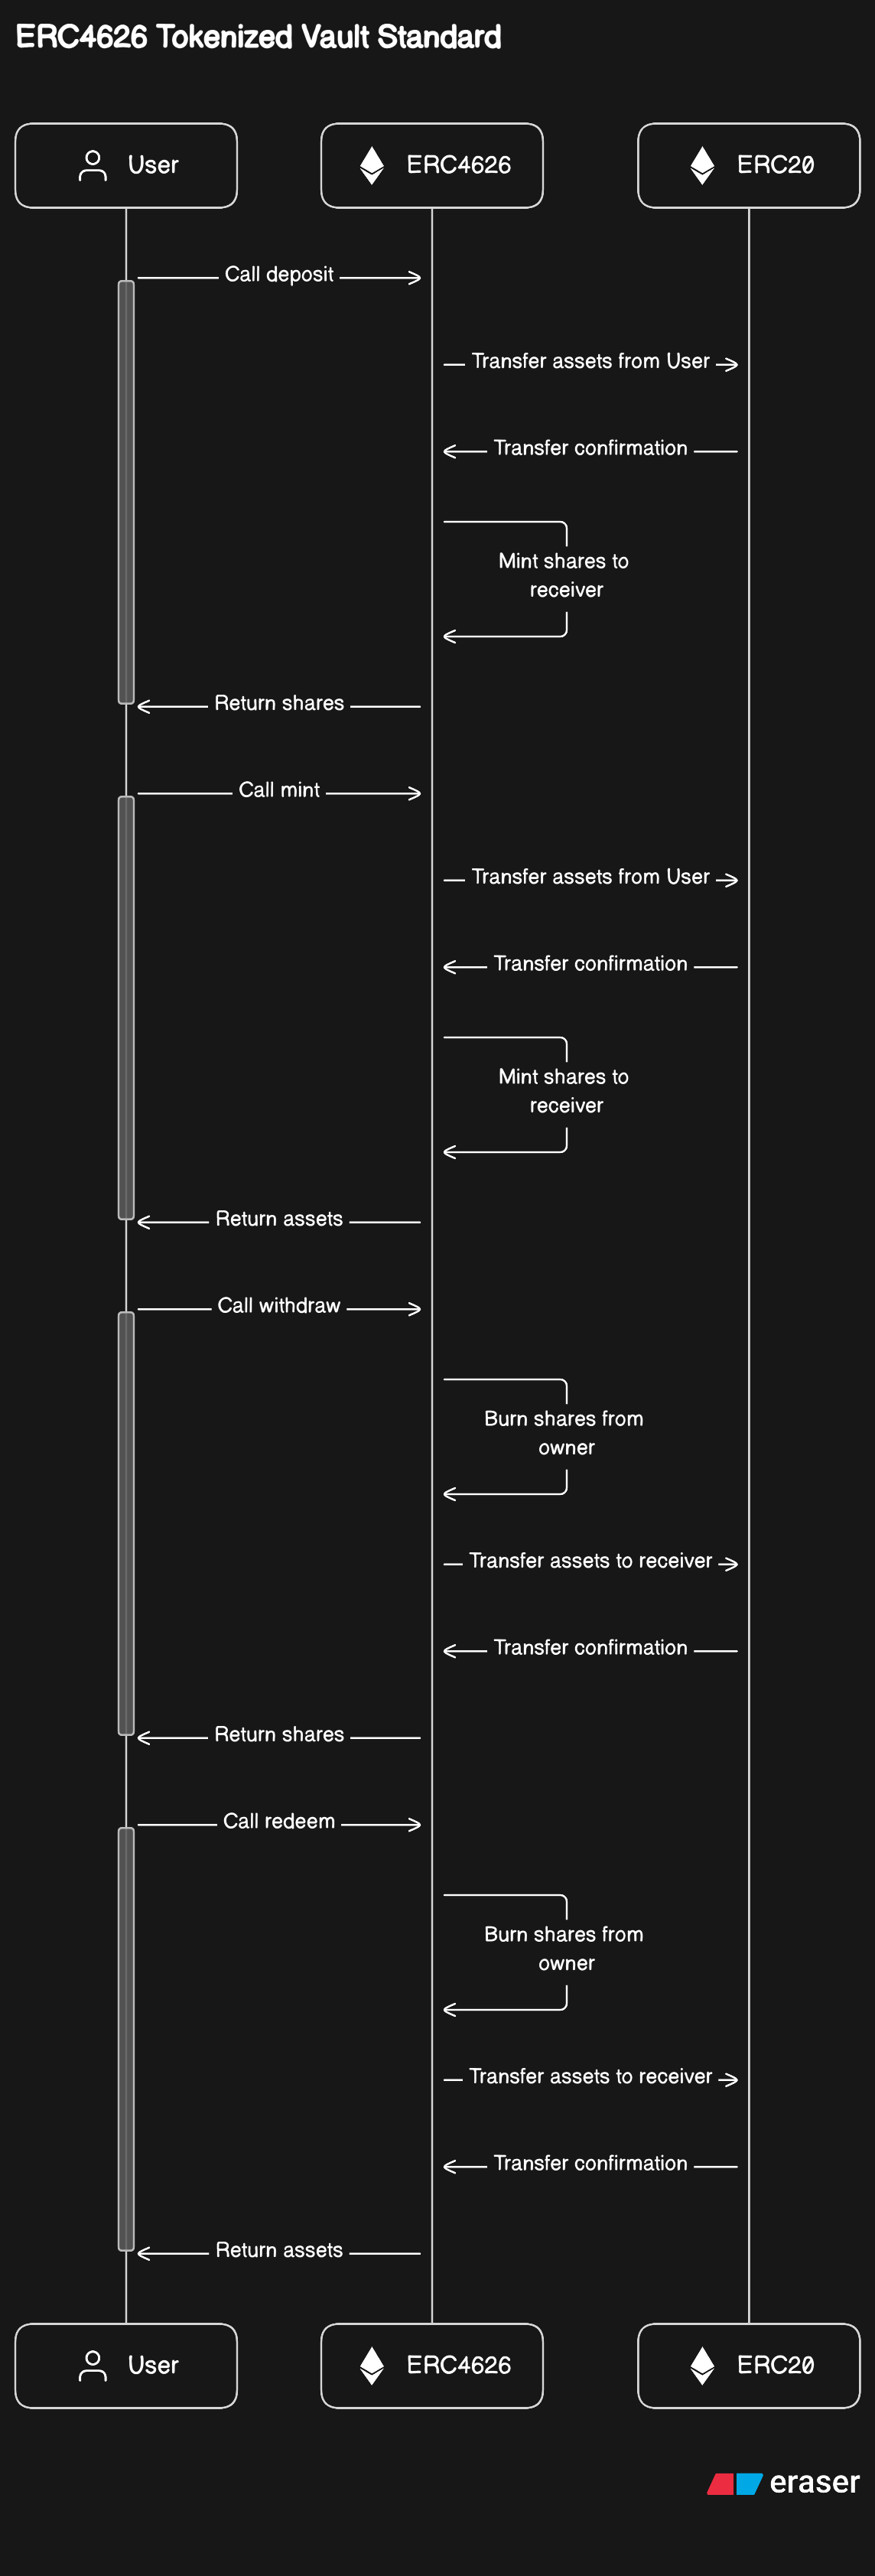 ERC4626 Tokenized Vault Standard
User
ERC4626
ERC20
Call deposit
Transfer assets from User
Transfer confirmation
Mint shares to
receiver
Return shares
Call mint
Transfer assets from User
Transfer confirmation
Mint shares to
receiver
Return assets
Call withdraw
Burn shares from
owner
Transfer assets to receiver
Transfer confirmation
Return shares
Call redeem
Burn shares from
owner
Transfer assets to receiver
Transfer confirmation
Return assets
User
ERC4626
ERC20
eraser